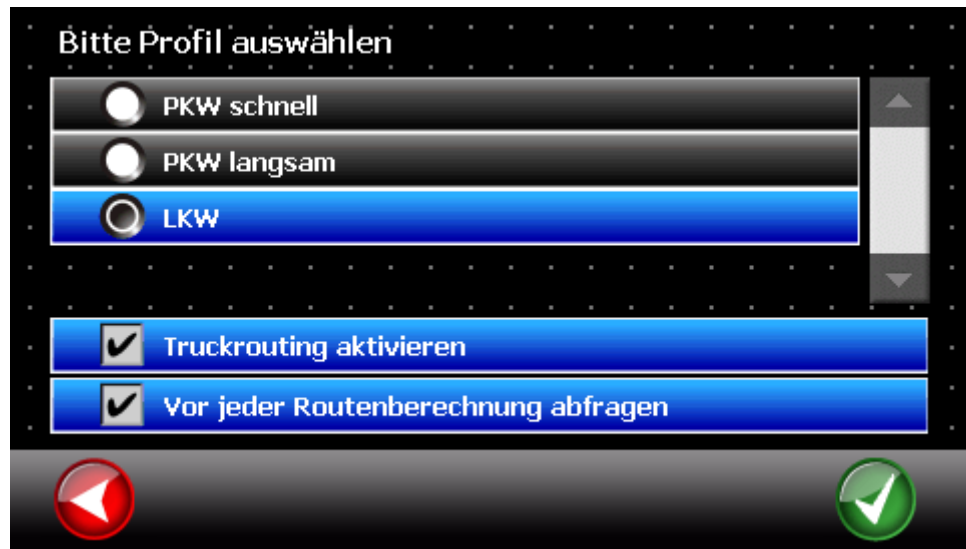 Bitte Profil auswählen
PKW schnell
PKW langsam
LKW
Truckrouting aktivieren
Vor jeder Routenberechnung abfragen